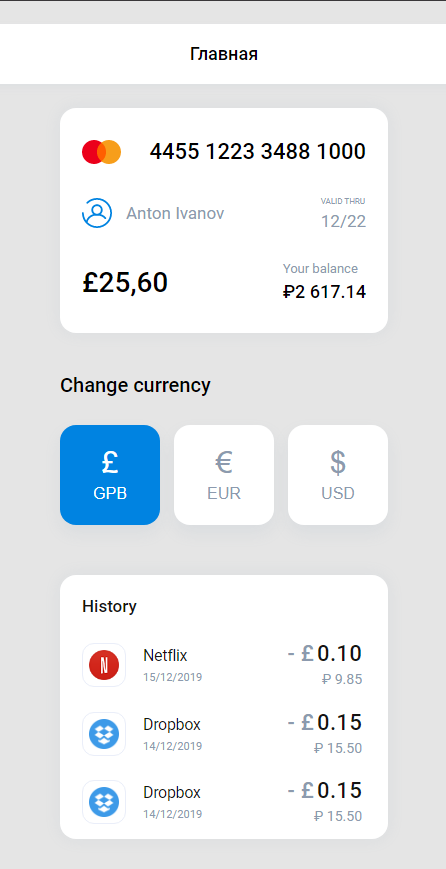 Главная
4455 1223 3488 1000
Anton Ivanov
VALID THRU
12/22
£25,60
Your balance
₽2 617.14
Change currency
£
GPB
€
EUR
$
USD
History
N
Netflix
15/12/2019
- £ 0.10
₽ 9.85
Dropbox
14/12/2019
- £ 0.15
₽ 15.50
Dropbox
14/12/2019
- £ 0.15
₽ 15.50